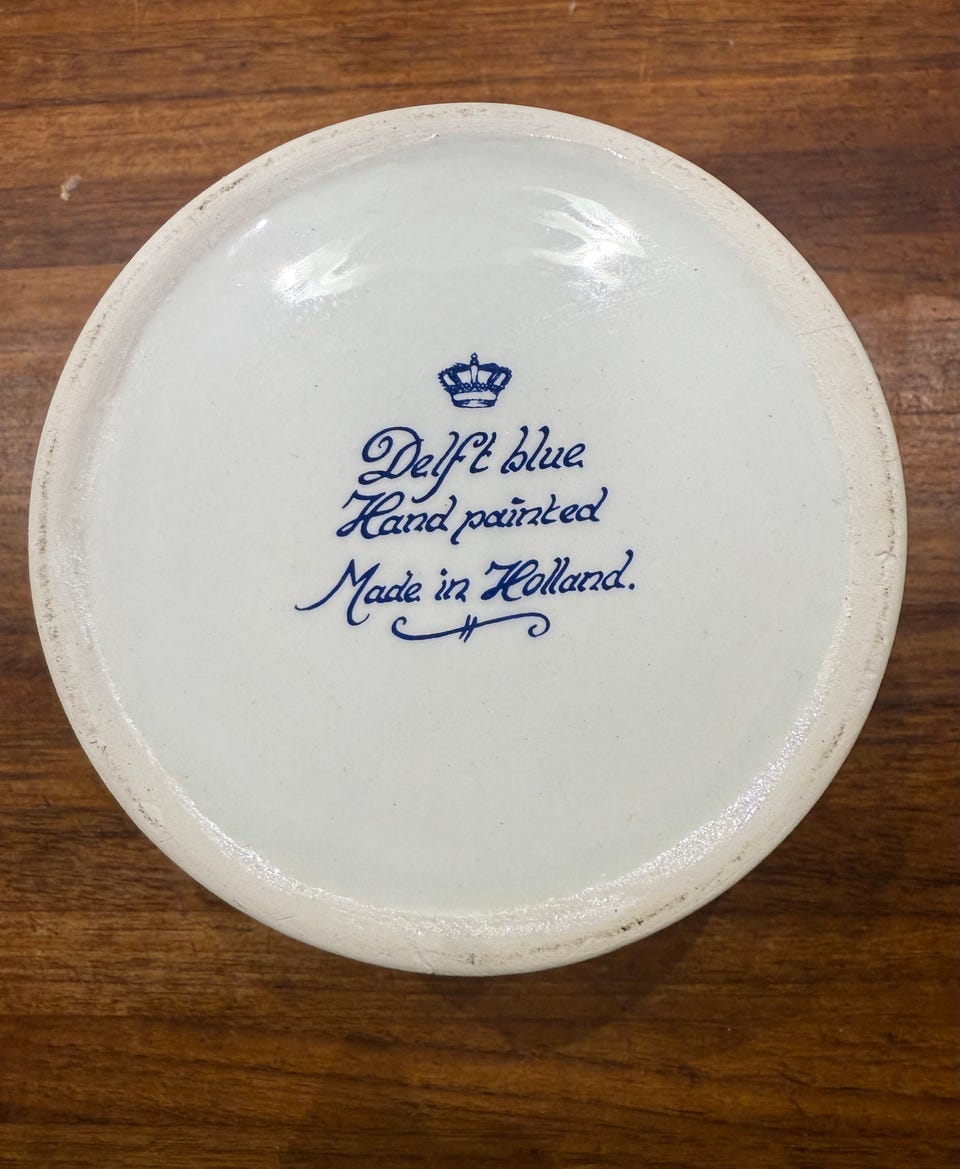 Delft blue
Hand painted
Made in Holland.